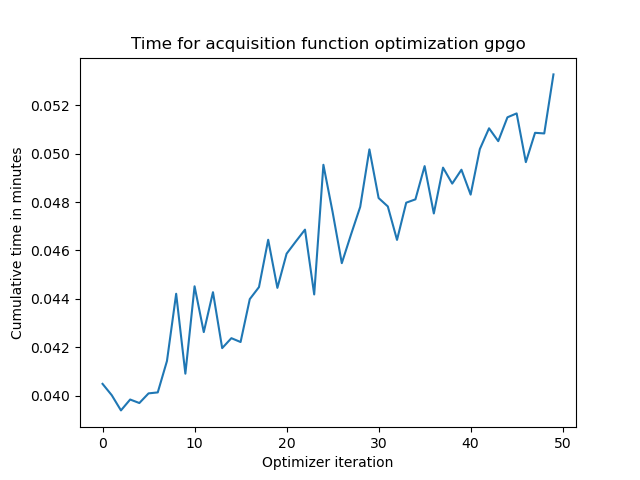 Time for acquisition function optimization gpgo
Cumulative time in minutes
0.052
0.050
0.048
0.046
0.044
0.042
0.040
0 10 20 30 40 50
Optimizer iteration